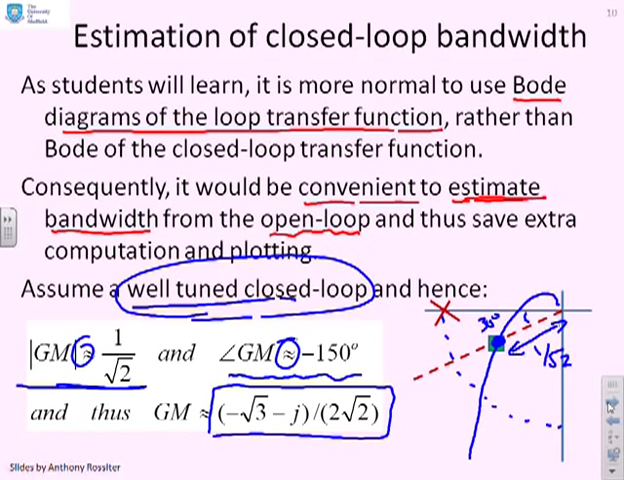 The
University
Of
Sheffield.
10
Estimation of closed-loop bandwidth
As students will learn, it is more normal to use Bode
diagrams of the loop transfer function, rather than
Bode of the closed-loop transfer function.
Consequently, it would be convenient to estimate
bandwidth from the open-loop and thus save extra
computation and plotting
Assume a well tuned closed-loop and hence:
|GM| ≈ 1/√2 and ∠GM ≈ −150°
and thus GM ≈ (−√3 − j)/(2√2)
30°
1/√2
Slides by Anthony Rossiter